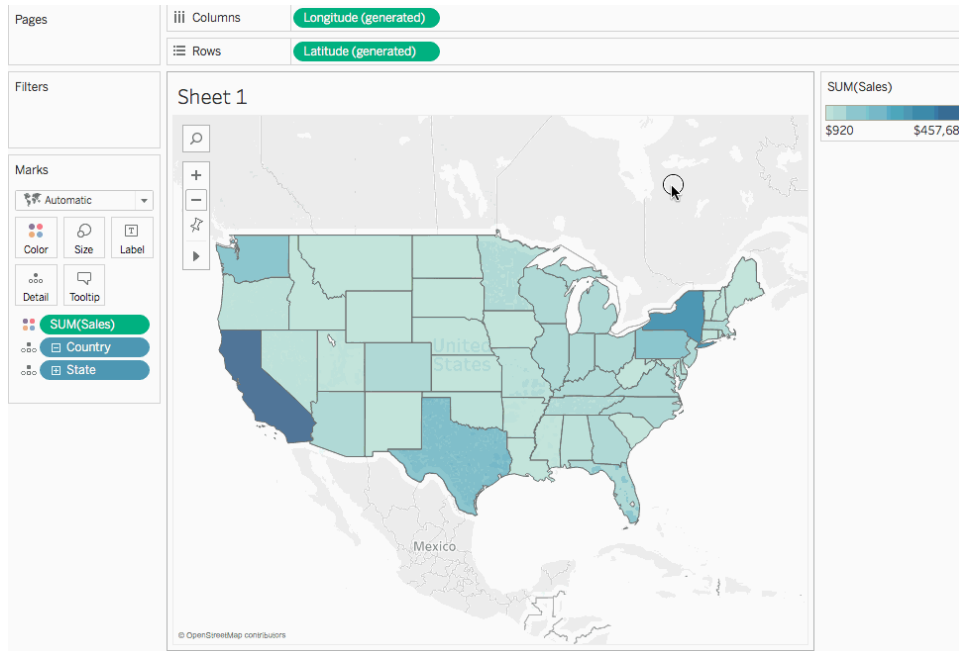 Pages
Columns
Longitude (generated)
Rows
Latitude (generated)
Filters
Sheet 1
SUM(Sales)
$920
$457,68
Marks
Automatic
Color
Size
Label
Detail
Tooltip
SUM(Sales)
Country
State
United
States
Mexico
© OpenStreetMap contributors